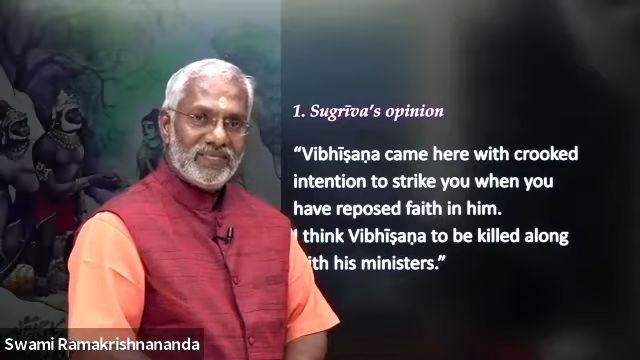 1. Sugrīva's opinion
“Vibhīṣaṇa came here with crooked
intention to strike you when you
have reposed faith in him.
I think Vibhīṣaṇa to be killed along
ith his ministers.”
Swami Ramakrishnananda